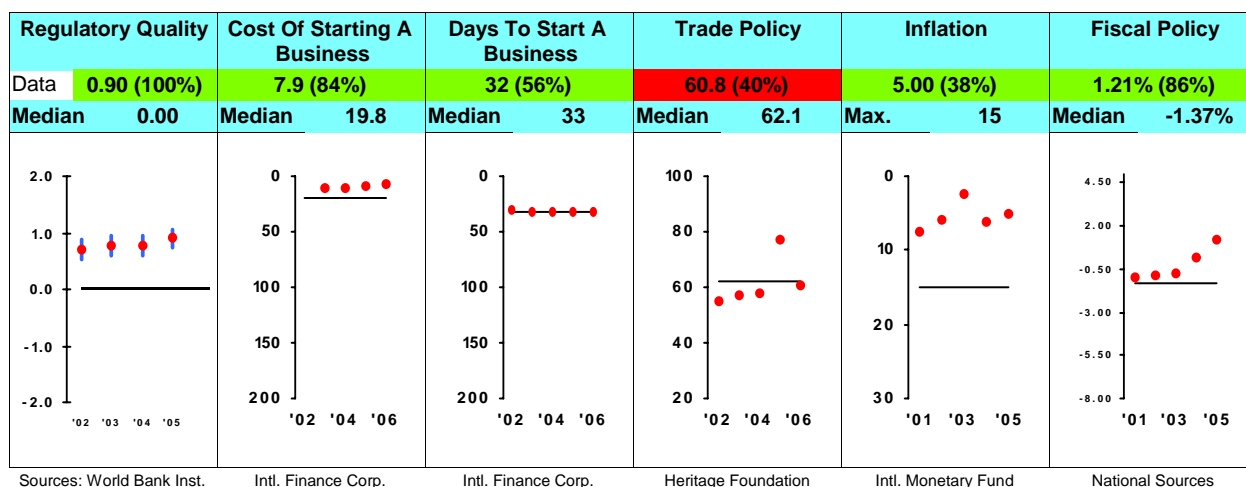 Regulatory Quality
Cost Of Starting A Business
Days To Start A Business
Trade Policy
Inflation
Fiscal Policy
Data 0.90 (100%) 7.9 (84%) 32 (56%) 60.8 (40%) 5.00 (38%) 1.21% (86%)
Median 0.00 Median 19.8 Median 33 Median 62.1 Max. 15 Median -1.37%
2.0
1.0
0.0
-1.0
-2.0
'02 '03 '04 '05
0
50
100
150
200
'02 '04 '06
0
50
100
150
200
'02 '04 '06
100
80
60
40
20
'02 '04 '06
0
10
20
30
'01 '03 '05
4.50
2.00
-0.50
-3.00
-5.50
-8.00
'01 '03 '05
Sources: World Bank Inst. Intl. Finance Corp. Intl. Finance Corp. Heritage Foundation Intl. Monetary Fund National Sources